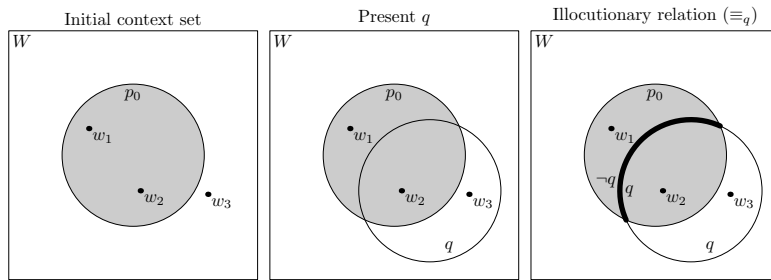 Initial context set
W
p₀
w₁
w₂
w₃
Present q
W
p₀
w₁
w₂
w₃
q
Illocutionary relation (≡q)
W
p₀
w₁
¬q q
w₂
w₃
q